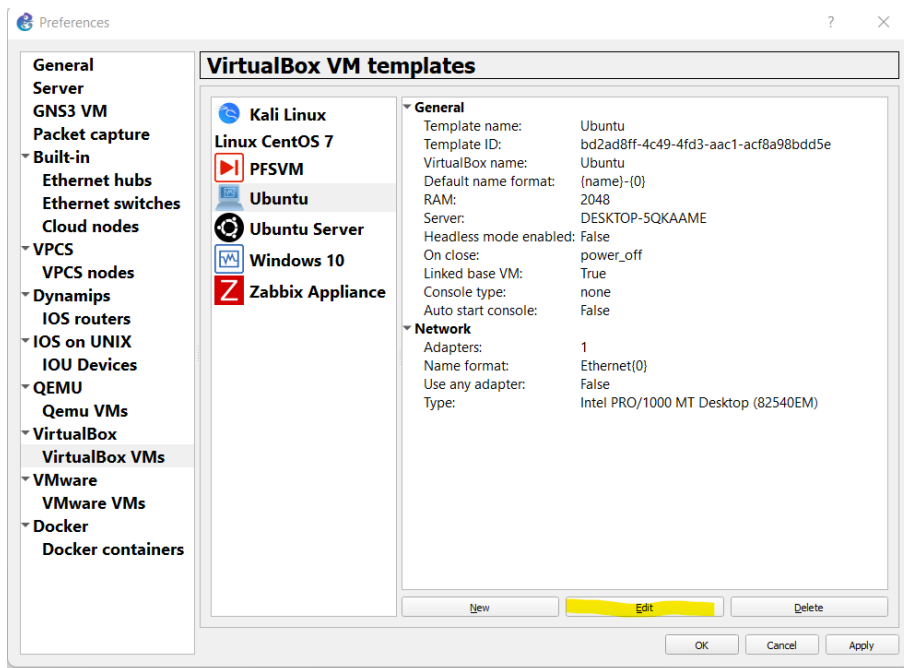 Preferences
?
General
Server
GNS3 VM
Packet capture
Built-in
Ethernet hubs
Ethernet switches
Cloud nodes
VPCS
VPCS nodes
Dynamips
IOS routers
IOS on UNIX
IOU Devices
QEMU
Qemu VMs
VirtualBox
VirtualBox VMs
VMware
VMware VMs
Docker
Docker containers
VirtualBox VM templates
Kali Linux
Linux CentOS 7
PFSVM
Ubuntu
Ubuntu Server
Windows 10
Z Zabbix Appliance
General
Template name: Ubuntu
Template ID: bd2ad8ff-4c49-4fd3-aac1-acf8a98bdd5e
VirtualBox name: Ubuntu
Default name format: {name}-{0}
RAM: 2048
Server: DESKTOP-5QKAAME
Headless mode enabled: False
On close: power_off
Linked base VM: True
Console type: none
Auto start console: False
Network
Adapters: 1
Name format: Ethernet{0}
Use any adapter: False
Type: Intel PRO/1000 MT Desktop (82540EM)
New Edit Delete
OK Cancel Apply